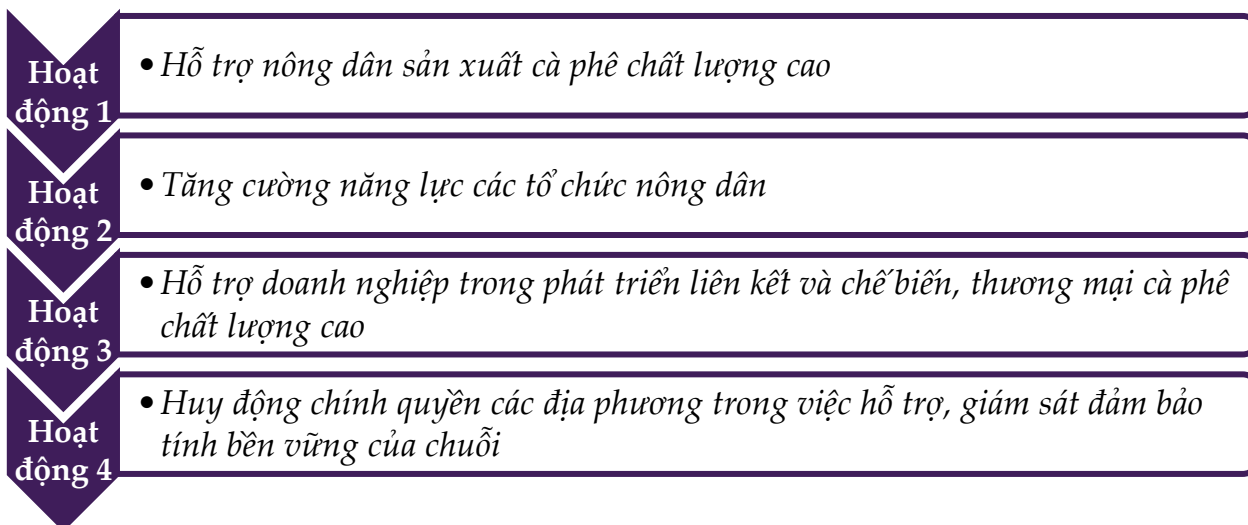 Hoạt
động 1
• Hỗ trợ nông dân sản xuất cà phê chất lượng cao
Hoạt
động 2
• Tăng cường năng lực các tổ chức nông dân
Hoạt
động 3
• Hỗ trợ doanh nghiệp trong phát triển liên kết và chế biến, thương mại cà phê
chất lượng cao
Hoạt
động 4
• Huy động chính quyền các địa phương trong việc hỗ trợ, giám sát đảm bảo
tính bền vững của chuỗi